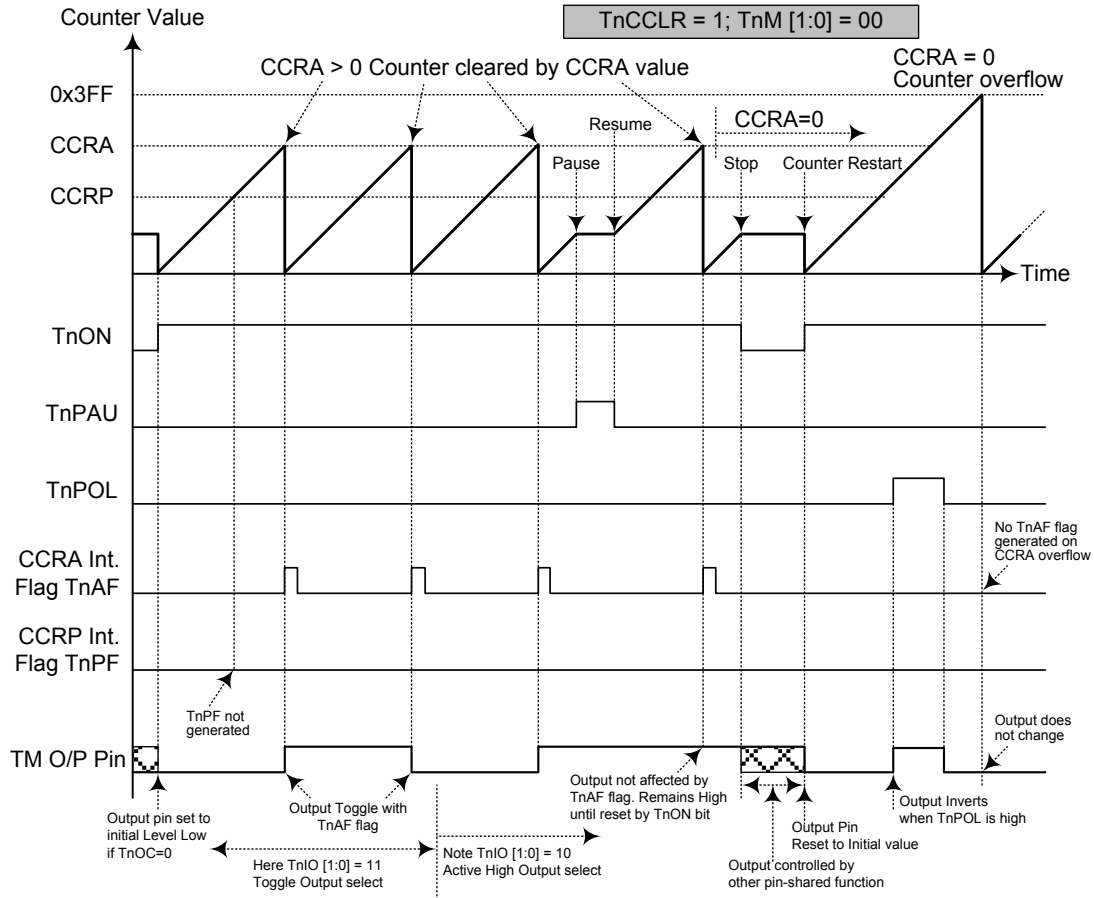 Counter Value
TnCCLR = 1; TnM [1:0] = 00
CCRA > 0 Counter cleared by CCRA value
CCRA = 0
Counter overflow
0x3FF
CCRA
CCRP
Resume
CCRA=0
Pause
Stop
Counter Restart
Time
TnON
TnPAU
TnPOL
No TnAF flag
generated on
CCRA overflow
CCRA Int.
Flag TnAF
CCRP Int.
Flag TnPF
TnPF not
generated
Output does
not change
TM O/P Pin
Output pin set to
initial Level Low
if TnOC=0
Output Toggle with
TnAF flag
Output not affected by
TnAF flag. Remains High
until reset by TnON bit
Output Inverts
when TnPOL is high
Output Pin
Reset to Initial value
Here TnIO [1:0] = 11
Toggle Output select
Note TnIO [1:0] = 10
Active High Output select
Output controlled by
other pin-shared function